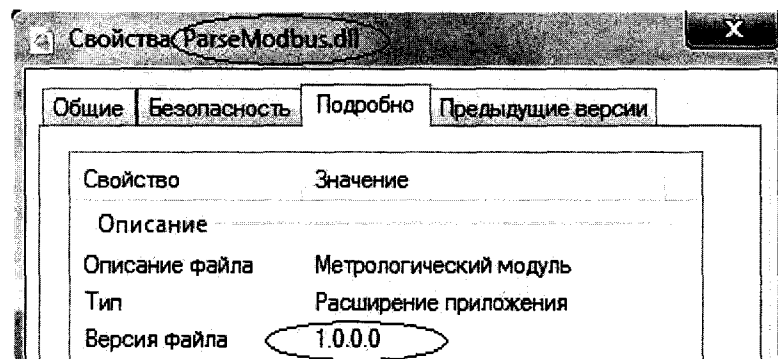 Свойства: ParseModbus.dll
X
Общие Безопасность Подробно Предыдущие версии
Свойство Значение
Описание
Описание файла Метрологический модуль
Тип Расширение приложения
Версия файла 1.0.0.0